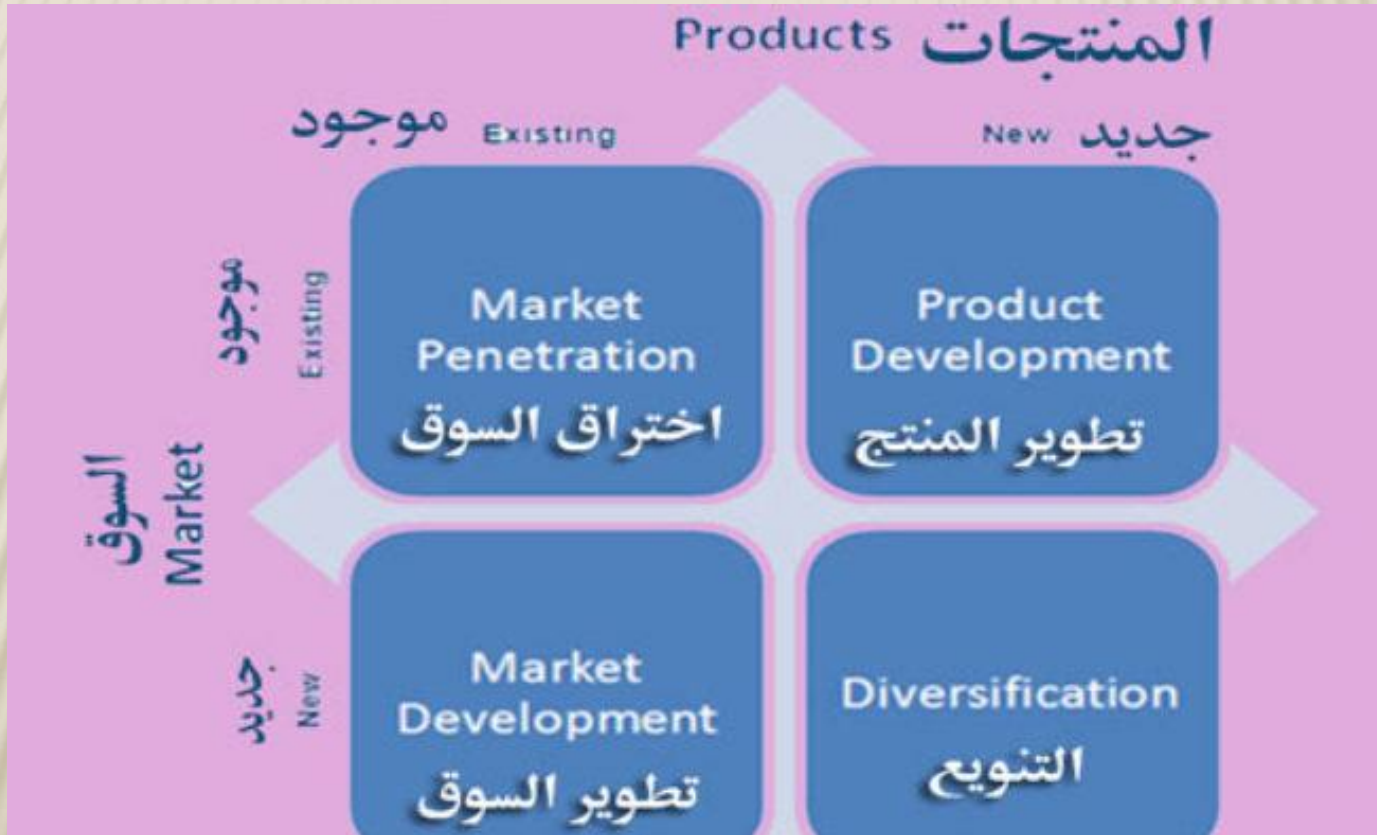 Products المنتجات
موجود Existing
New جديد
موجود
Existing
Market
Penetration
اختراق السوق
Product
Development
تطوير المنتج
السوق
Market
جديد
New
Market
Development
تطوير السوق
Diversification
التنويع